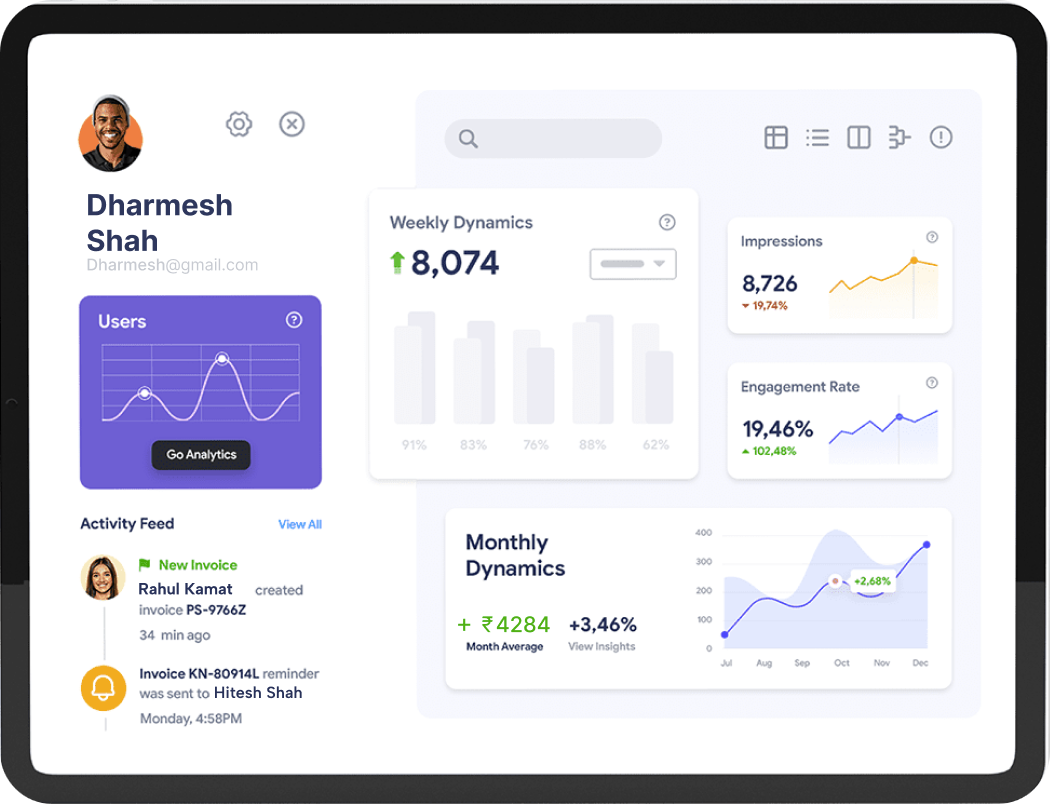 Dharmesh
Shah
Dharmesh@gmail.com
Users
Go Analytics
Activity Feed
View All
New Invoice
Rahul Kamat created
invoice PS-9766Z
34 min ago
Invoice KN-80914L reminder
was sent to Hitesh Shah
Monday, 4:58PM
Weekly Dynamics
8,074
91% 83% 76% 88% 62%
Impressions
8,726
19,74%
Engagement Rate
19,46%
102,48%
Monthly
Dynamics
+ ₹4284
Month Average
+3,46%
View Insights
400
300
200
100
0
+2,68%
Jul Aug Sep Oct Nov Dec